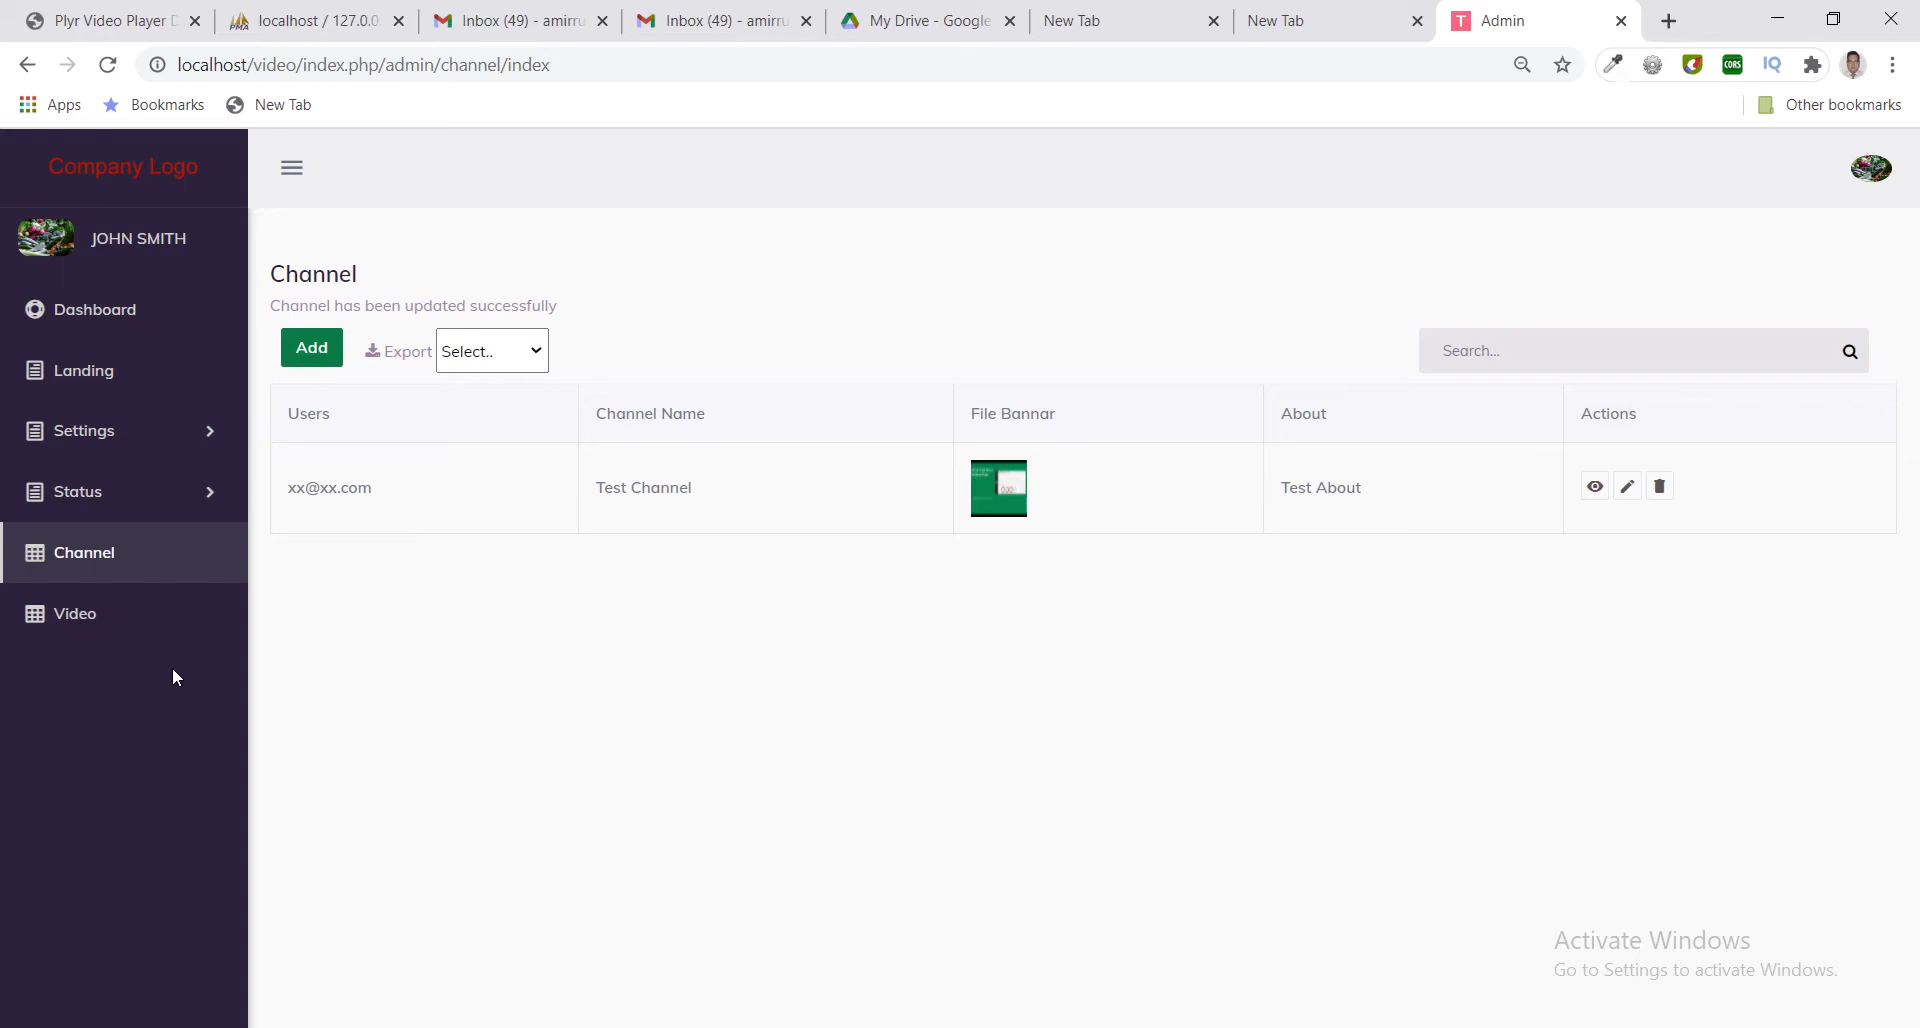 Plyr Video Player D
localhost / 127.0.0.
Inbox (49) - amirru
Inbox (49) - amirru
My Drive - Google
New Tab
New Tab
T Admin
localhost/video/index.php/admin/channel/index
CORS
IQ
Apps
Bookmarks
New Tab
Other bookmarks
Company Logo
JOHN SMITH
Dashboard
Landing
Settings
Status
Channel
Video
Channel
Channel has been updated successfully
Add
Export Select..
Search...
Users Channel Name File Bannar About Actions
xx@xx.com Test Channel Test About
Activate Windows
Go to Settings to activate Windows.